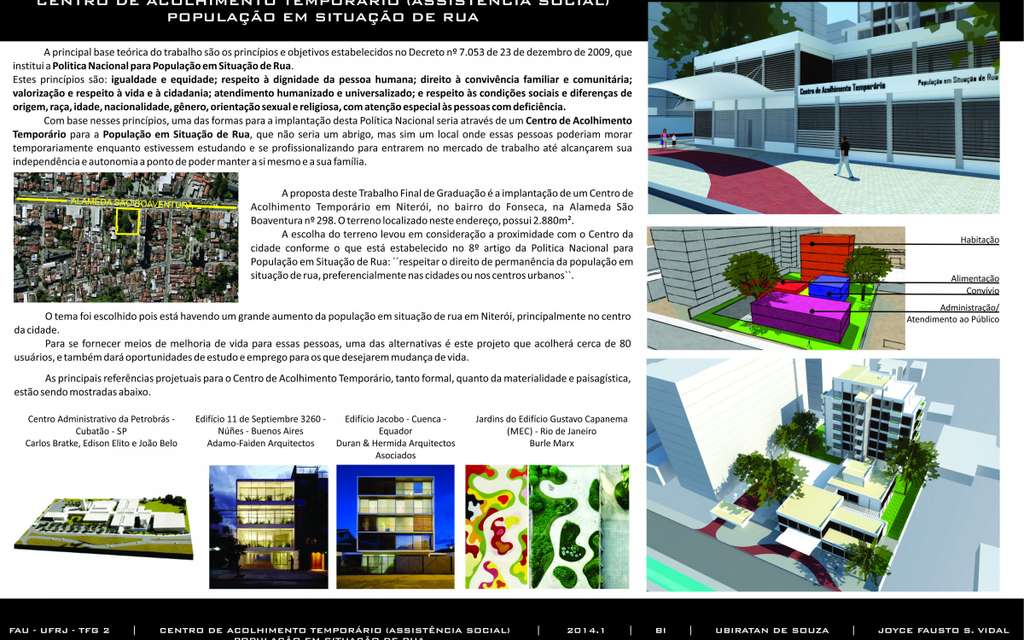 CENTRO DE ACOLHIMENTO TEMPORÁRIO (ASSISTÊNCIA SOCIAL)
POPULAÇÃO EM SITUAÇÃO DE RUA
A principal base teórica do trabalho são os princípios e objetivos estabelecidos no Decreto nº 7.053 de 23 de dezembro de 2009, que
institui a Politica Nacional para População em Situação de Rua.
Estes princípios são: igualdade e equidade; respeito à dignidade da pessoa humana; direito à convivência familiar e comunitária;
valorização e respeito à vida e à cidadania; atendimento humanizado e universalizado; e respeito às condições sociais e diferenças de
origem, raça, idade, nacionalidade, gênero, orientação sexual e religiosa, com atenção especial às pessoas com deficiência.
Com base nesses princípios, uma das formas para a implantação desta Política Nacional seria através de um Centro de Acolhimento
Temporário para a População em Situação de Rua, que não seria um abrigo, mas sim um local onde essas pessoas poderiam morar
temporariamente enquanto estivessem estudando e se profissionalizando para entrarem no mercado de trabalho até alcançarem sua
independência e autonomia a ponto de poder manter a si mesmo e a sua família.
ALAMEDA SÃO BOAVENTURA
A proposta deste Trabalho Final de Graduação é a implantação de um Centro de
Acolhimento Temporário em Niterói, no bairro do Fonseca, na Alameda São
Boaventura nº 298. O terreno localizado neste endereço, possui 2.880m².
A escolha do terreno levou em consideração a proximidade com o Centro da
cidade conforme o que está estabelecido no 8º artigo da Politica Nacional para
População em Situação de Rua: ´´respeitar o direito de permanência da população em
situação de rua, preferencialmente nas cidades ou nos centros urbanos``.
O tema foi escolhido pois está havendo um grande aumento da população em situação de rua em Niterói, principalmente no centro
da cidade.
Para se fornecer meios de melhoria de vida para essas pessoas, uma das alternativas é este projeto que acolherá cerca de 80
usuários, e também dará oportunidades de estudo e emprego para os que desejarem mudança de vida.
As principais referências projetuais para o Centro de Acolhimento Temporário, tanto formal, quanto da materialidade e paisagística,
estão sendo mostradas abaixo.
Centro Administrativo da Petrobrás -
Cubatão - SP
Carlos Bratke, Edison Elito e João Belo
Edifício 11 de Septiembre 3260 -
Núñes - Buenos Aires
Adamo-Faiden Arquitectos
Edifício Jacobo - Cuenca -
Equador
Duran & Hermida Arquitectos
Asociados
Jardins do Edifício Gustavo Capanema
(MEC) - Rio de Janeiro
Burle Marx
Centro de Acolhimento Temporário
População em Situação de Rua
Habitação
Alimentação
Convívio
Administração/
Atendimento ao Público
FAU - UFRJ - TFG 2 | CENTRO DE ACOLHIMENTO TEMPORÁRIO (ASSISTÊNCIA SOCIAL) | 2014.1 | BI | UBIRATAN DE SOUZA | JOYCE FAUSTO S. VIDAL
POPULAÇÃO EM SITUAÇÃO DE RUA